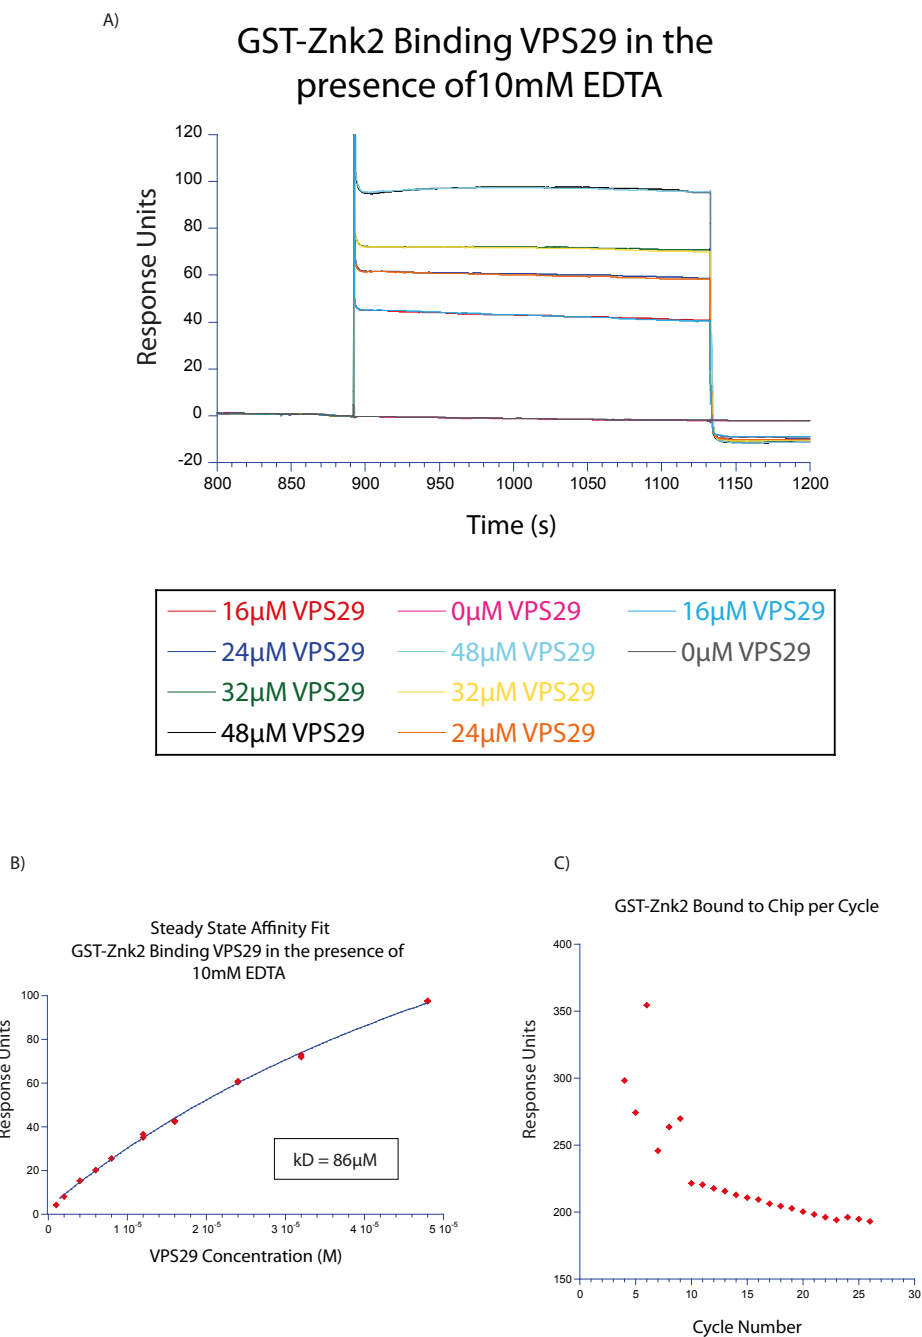 A)
GST-Znk2 Binding VPS29 in the
presence of10mM EDTA
120
100
80
60
40
20
0
-20
Response Units
800 850 900 950 1000 1050 1100 1150 1200
Time (s)
16µM VPS29 0µM VPS29 16µM VPS29
24µM VPS29 48µM VPS29 0µM VPS29
32µM VPS29 32µM VPS29
48µM VPS29 24µM VPS29
B)
Steady State Affinity Fit
GST-Znk2 Binding VPS29 in the presence of
10mM EDTA
100
80
60
40
20
0
Response Units
kD = 86µM
0 1 10-5 2 10-5 3 10-5 4 10-5 5 10-5
VPS29 Concentration (M)
C)
GST-Znk2 Bound to Chip per Cycle
400
350
300
250
200
150
Response Units
0 5 10 15 20 25 30
Cycle Number